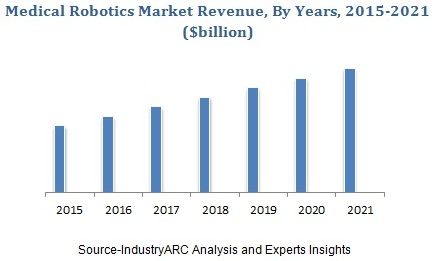 Medical Robotics Market Revenue, By Years, 2015-2021
($billion)
2015 2016 2017 2018 2019 2020 2021
Source-IndustryARC Analysis and Experts Insights